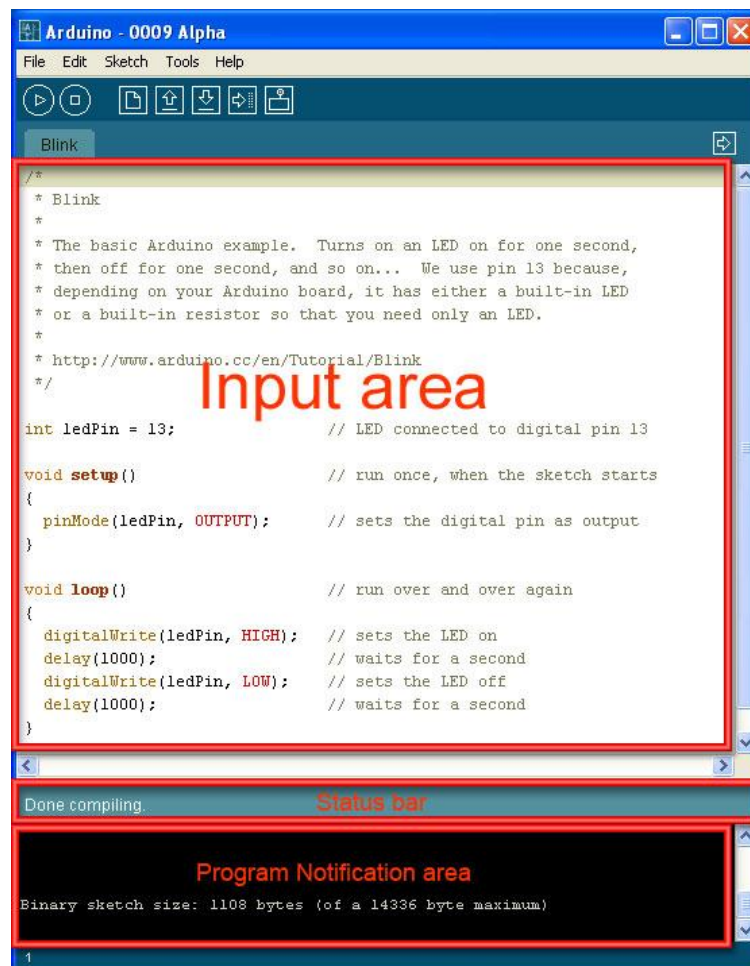 Arduino - 0009 Alpha
File Edit Sketch Tools Help
Blink
/*
 * Blink
 *
 * The basic Arduino example.  Turns on an LED on for one second,
 * then off for one second, and so on...  We use pin 13 because,
 * depending on your Arduino board, it has either a built-in LED
 * or a built-in resistor so that you need only an LED.
 *
 * http://www.arduino.cc/en/Tutorial/Blink
 */
Input area
int ledPin = 13;                // LED connected to digital pin 13
void setup()                    // run once, when the sketch starts
{
  pinMode(ledPin, OUTPUT);      // sets the digital pin as output
}
void loop()                     // run over and over again
{
  digitalWrite(ledPin, HIGH);   // sets the LED on
  delay(1000);                  // waits for a second
  digitalWrite(ledPin, LOW);    // sets the LED off
  delay(1000);                  // waits for a second
}
Done compiling. Status bar
Program Notification area
Binary sketch size: 1108 bytes (of a 14336 byte maximum)
1